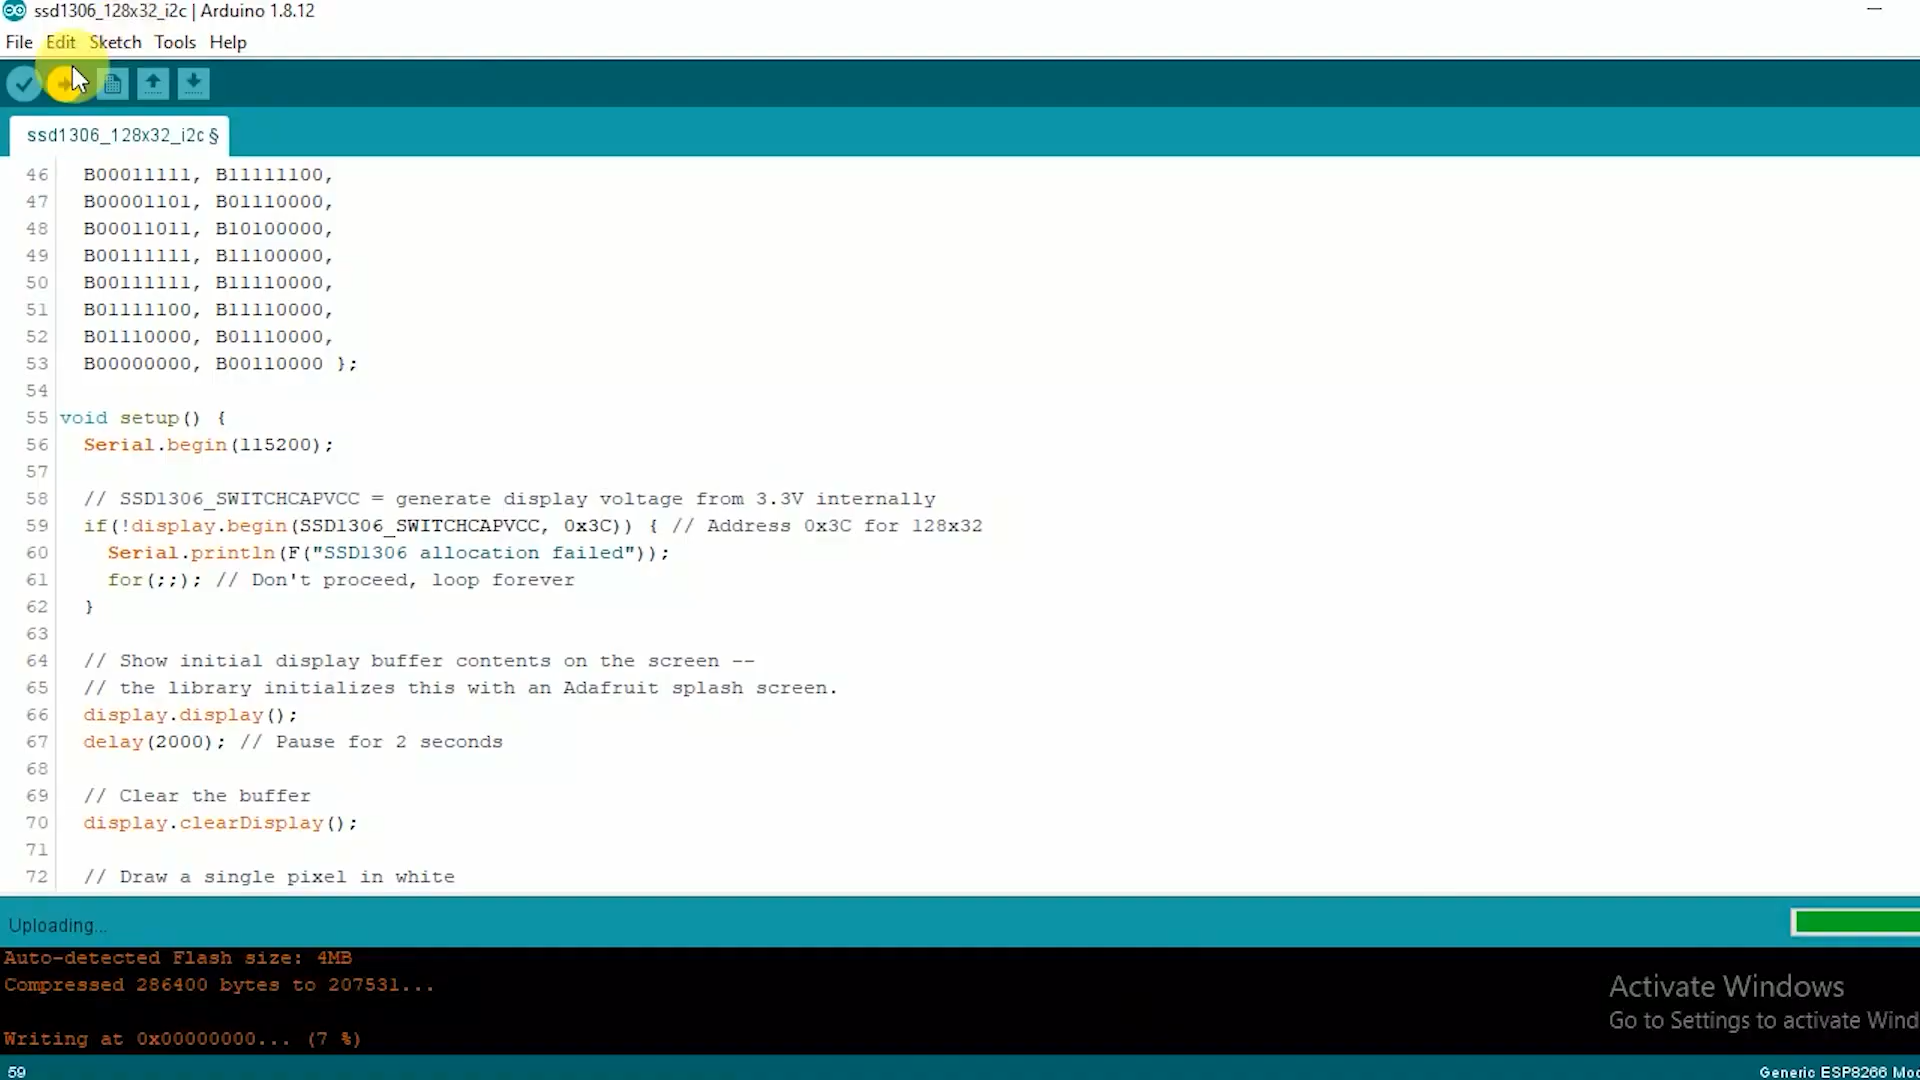 ssd1306_128x32_i2c | Arduino 1.8.12
File Edit Sketch Tools Help
ssd1306_128x32_i2c §
46 B00011111, B11111100,
47 B00001101, B01110000,
48 B00011011, B10100000,
49 B00111111, B11100000,
50 B00111111, B11110000,
51 B01111100, B11110000,
52 B01110000, B01110000,
53 B00000000, B00110000 };
54
55 void setup() {
56 Serial.begin(115200);
57
58 // SSD1306_SWITCHCAPVCC = generate display voltage from 3.3V internally
59 if(!display.begin(SSD1306_SWITCHCAPVCC, 0x3C)) { // Address 0x3C for 128x32
60 Serial.println(F("SSD1306 allocation failed"));
61 for(;;); // Don't proceed, loop forever
62 }
63
64 // Show initial display buffer contents on the screen --
65 // the library initializes this with an Adafruit splash screen.
66 display.display();
67 delay(2000); // Pause for 2 seconds
68
69 // Clear the buffer
70 display.clearDisplay();
71
72 // Draw a single pixel in white
Uploading...
Auto-detected Flash size: 4MB
Compressed 286400 bytes to 207531...
Writing at 0x00000000... (7 %)
Activate Windows
Go to Settings to activate Wind
59
Generic ESP8266 Mod